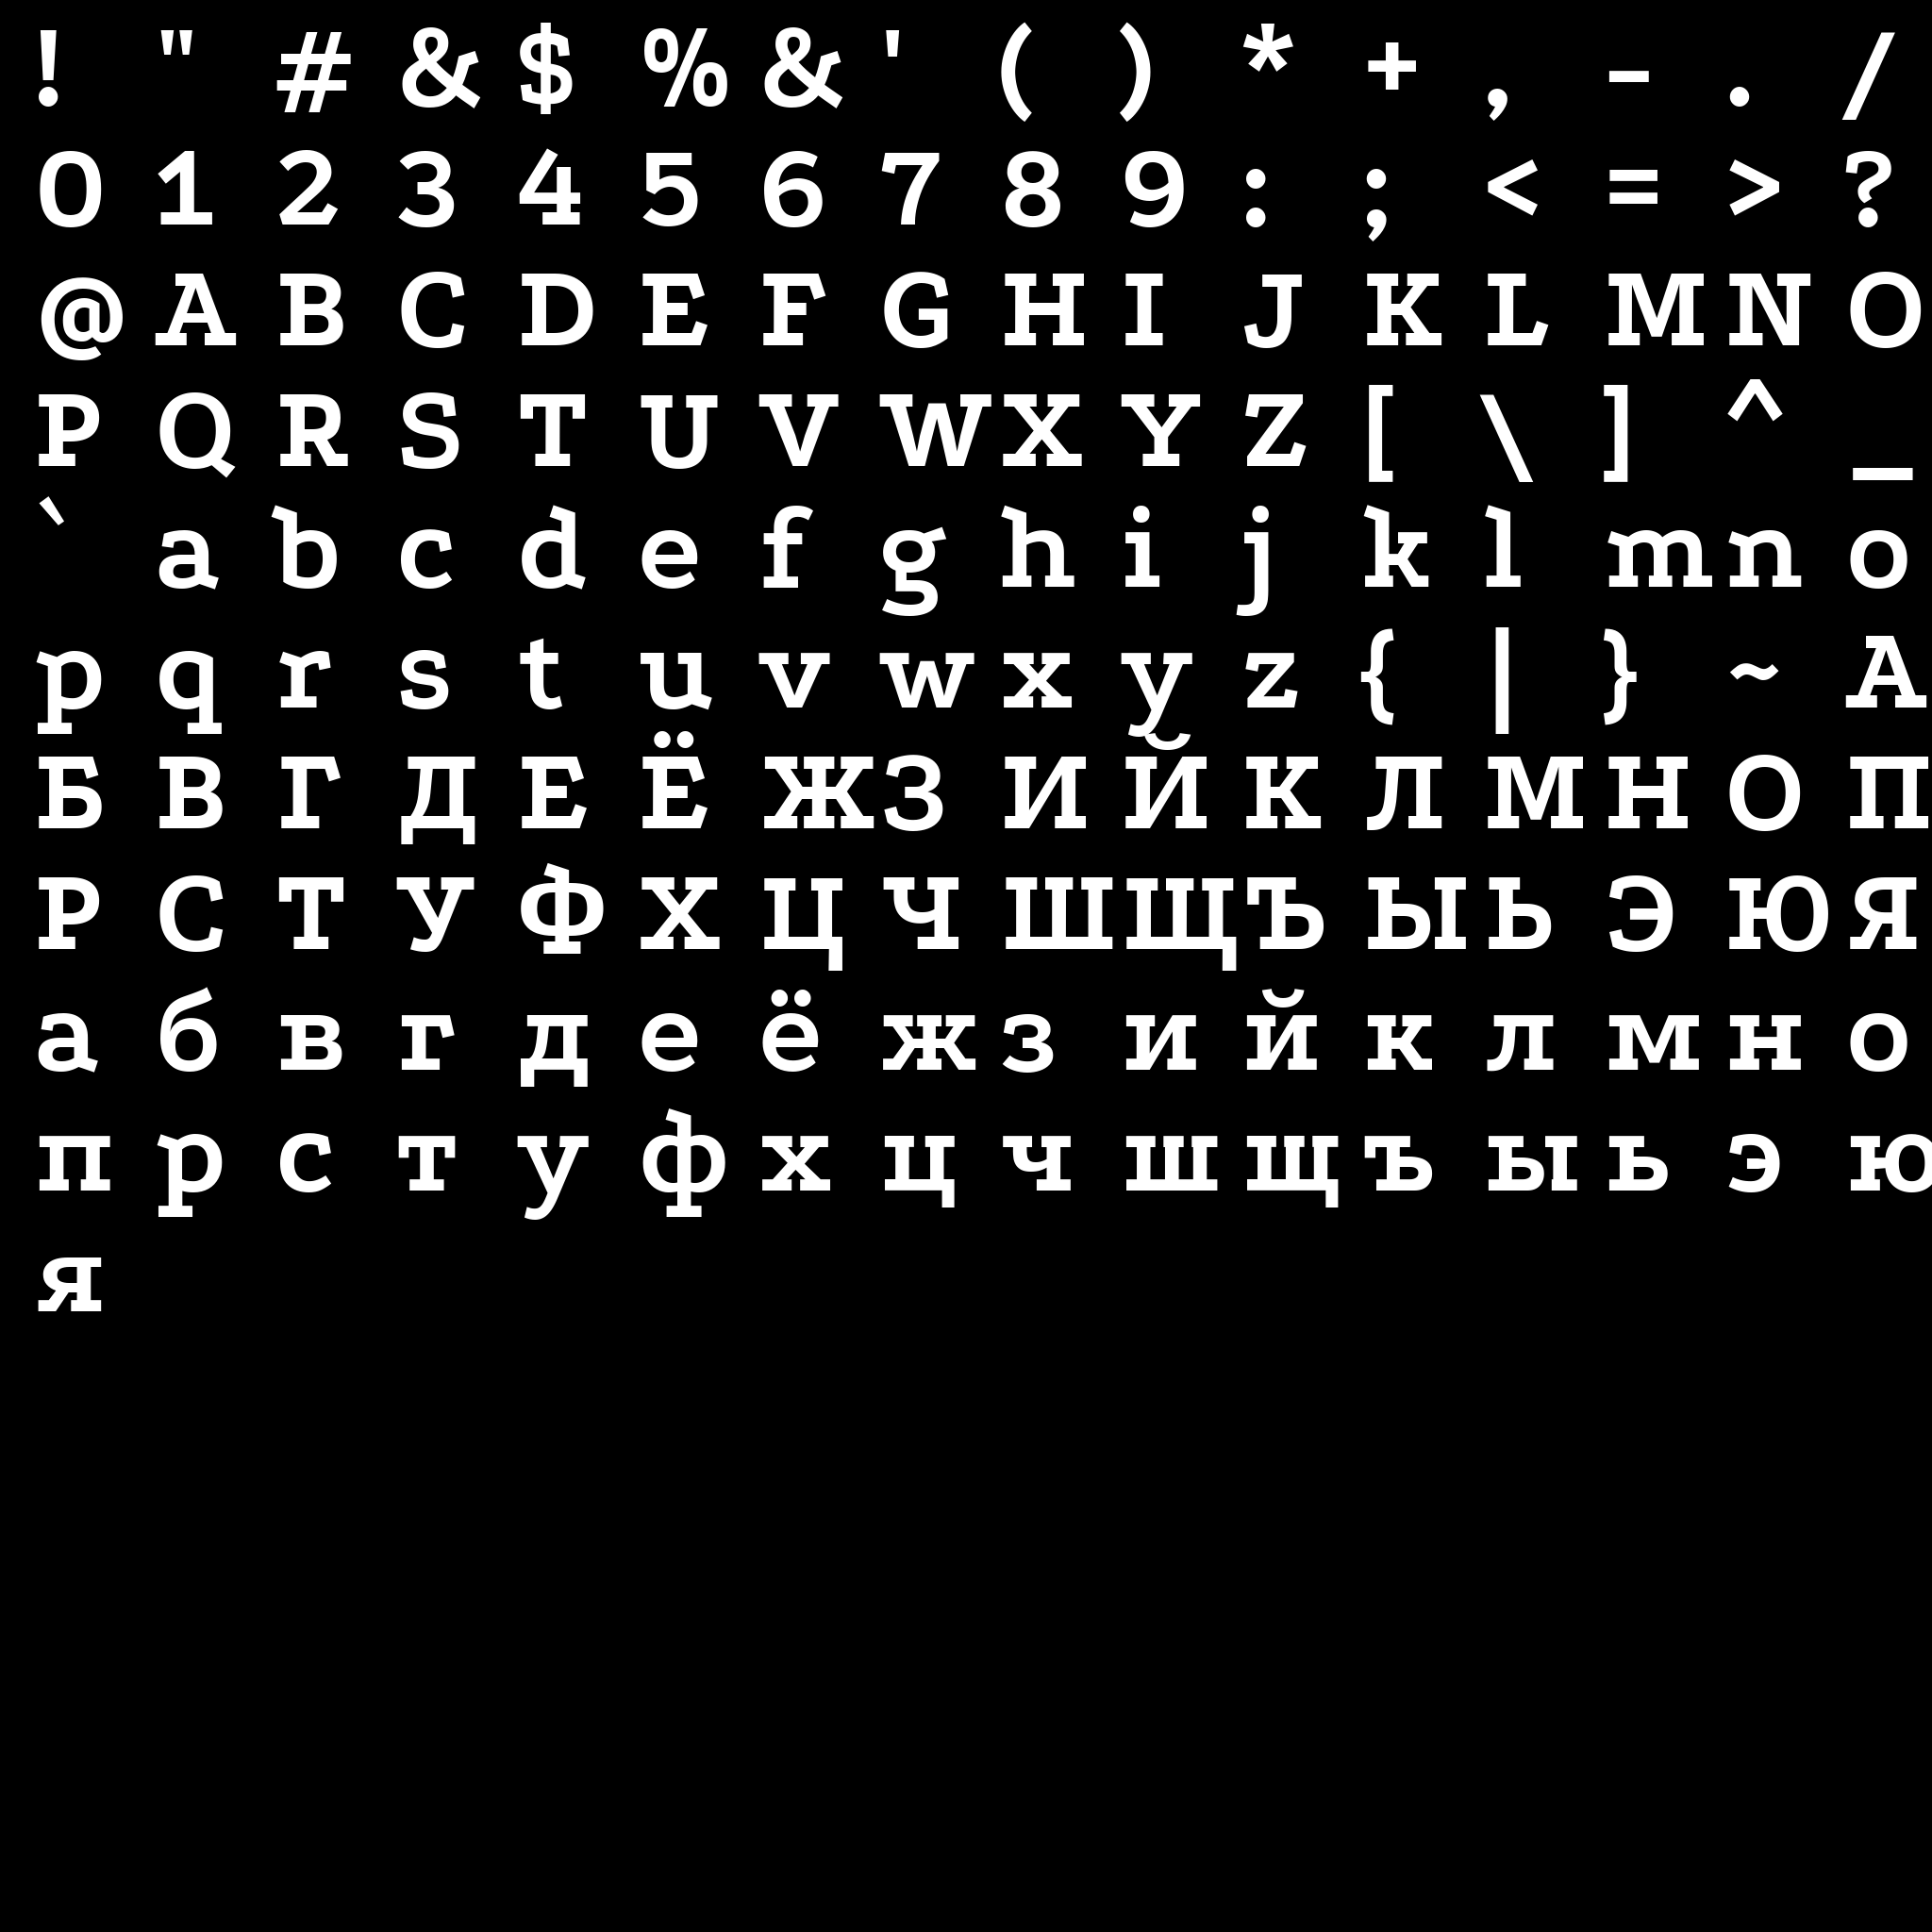 ! " # & $ % & ' ( ) * + , - . /
0 1 2 3 4 5 6 7 8 9 : ; < = > ?
@ A B C D E F G H I J K L M N O
P Q R S T U V W X Y Z [ \ ] ^ _
` a b c d e f g h i j k l m n o
p q r s t u v w x y z { | } ~ А
Б В Г Д Е Ё Ж З И Й К Л М Н О П
Р С Т У Ф Х Ц Ч Ш Щ Ъ Ы Ь Э Ю Я
а б в г д е ё ж з и й к л м н о
п р с т у ф х ц ч ш щ ъ ы ь э ю
я